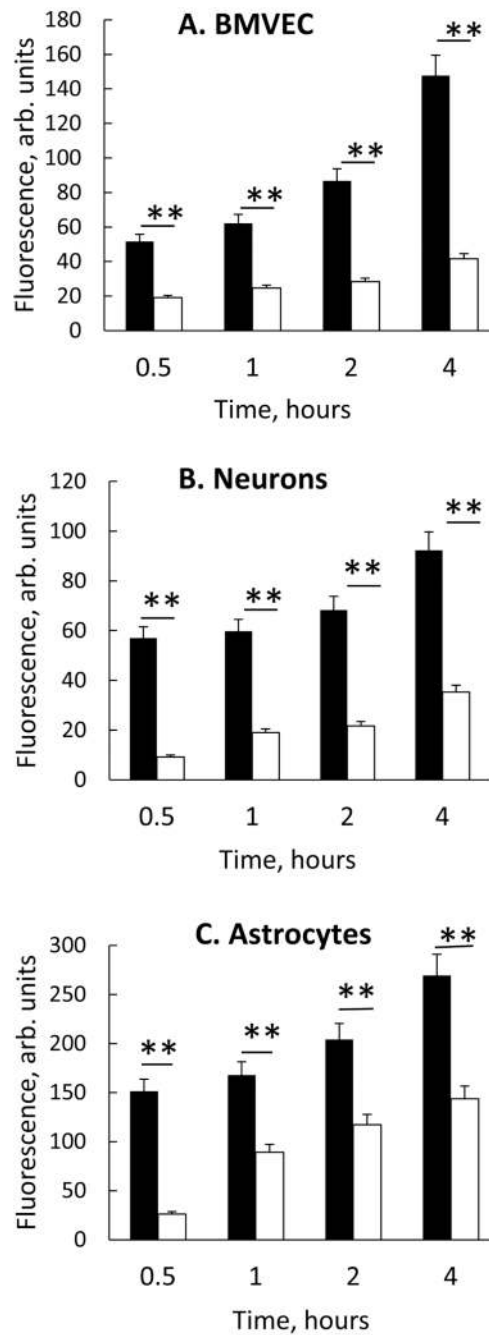 A. BMVEC
Fluorescence, arb. units
180
160
140
120
100
80
60
40
20
0
** ** ** **
0.5 1 2 4
Time, hours
B. Neurons
Fluorescence, arb. units
120
100
80
60
40
20
0
** ** ** **
0.5 1 2 4
Time, hours
C. Astrocytes
Fluorescence, arb. units
300
250
200
150
100
50
0
** ** ** **
0.5 1 2 4
Time, hours